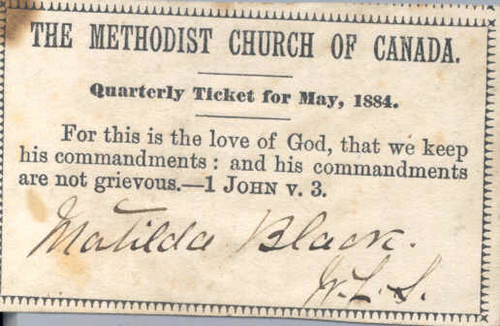 THE METHODIST CHURCH OF CANADA.
Quarterly Ticket for May, 1884.
For this is the love of God, that we keep
his commandments: and his commandments
are not grievous.—1 JOHN V. 3.
Matilda Black.
W. L. S.